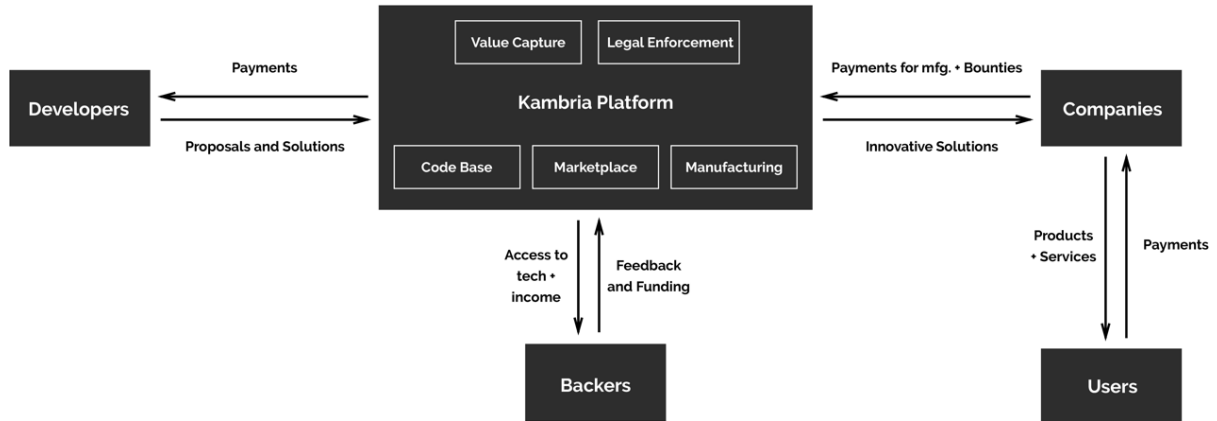 Value Capture
Legal Enforcement
Kambria Platform
Code Base
Marketplace
Manufacturing
Developers
Payments
Proposals and Solutions
Payments for mfg. + Bounties
Innovative Solutions
Companies
Access to
tech +
income
Feedback
and Funding
Products
+ Services
Payments
Backers
Users